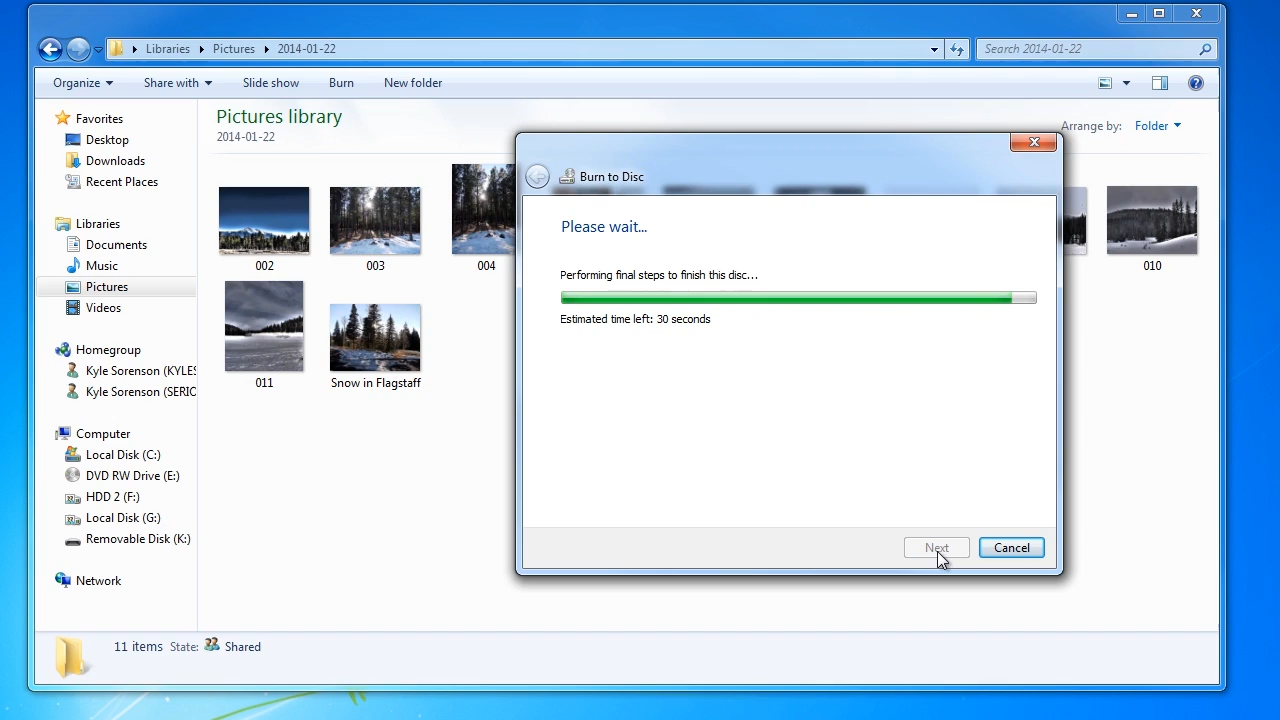 Libraries Pictures 2014-01-22
Search 2014-01-22
Organize Share with Slide show Burn New folder
Favorites
Desktop
Downloads
Recent Places
Libraries
Documents
Music
Pictures
Videos
Homegroup
Kyle Sorenson (KYLES
Kyle Sorenson (SERIO
Computer
Local Disk (C:)
DVD RW Drive (E:)
HDD 2 (F:)
Local Disk (G:)
Removable Disk (K:)
Network
Pictures library
2014-01-22
Arrange by: Folder
002
003
004
010
011
Snow in Flagstaff
Burn to Disc
Please wait...
Performing final steps to finish this disc...
Estimated time left: 30 seconds
Next
Cancel
11 items State: Shared